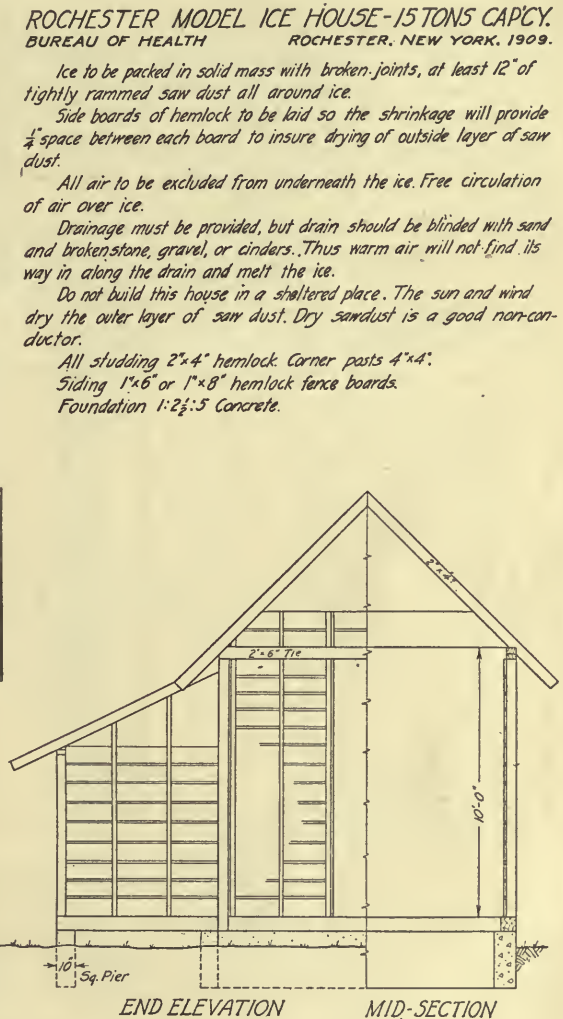 ROCHESTER MODEL ICE HOUSE-15 TONS CAP'CY.
BUREAU OF HEALTH ROCHESTER, NEW YORK. 1909.
Ice to be packed in solid mass with broken joints, at least 12" of
tightly rammed saw dust all around ice.
Side boards of hemlock to be laid so the shrinkage will provide
1/4" space between each board to insure drying of outside layer of saw
dust.
All air to be excluded from underneath the ice. Free circulation
of air over ice.
Drainage must be provided, but drain should be blinded with sand
and broken stone, gravel, or cinders. Thus warm air will not find its
way in along the drain and melt the ice.
Do not build this house in a sheltered place. The sun and wind
dry the outer layer of saw dust. Dry sawdust is a good non-con-
ductor.
All studding 2"x4" hemlock. Corner posts 4"x4".
Siding 1"x6" or 1"x8" hemlock fence boards.
Foundation 1:2½:5 Concrete.
2"x4"
2"x6" Tie
10'-0"
10"
Sq. Pier
END ELEVATION MID-SECTION